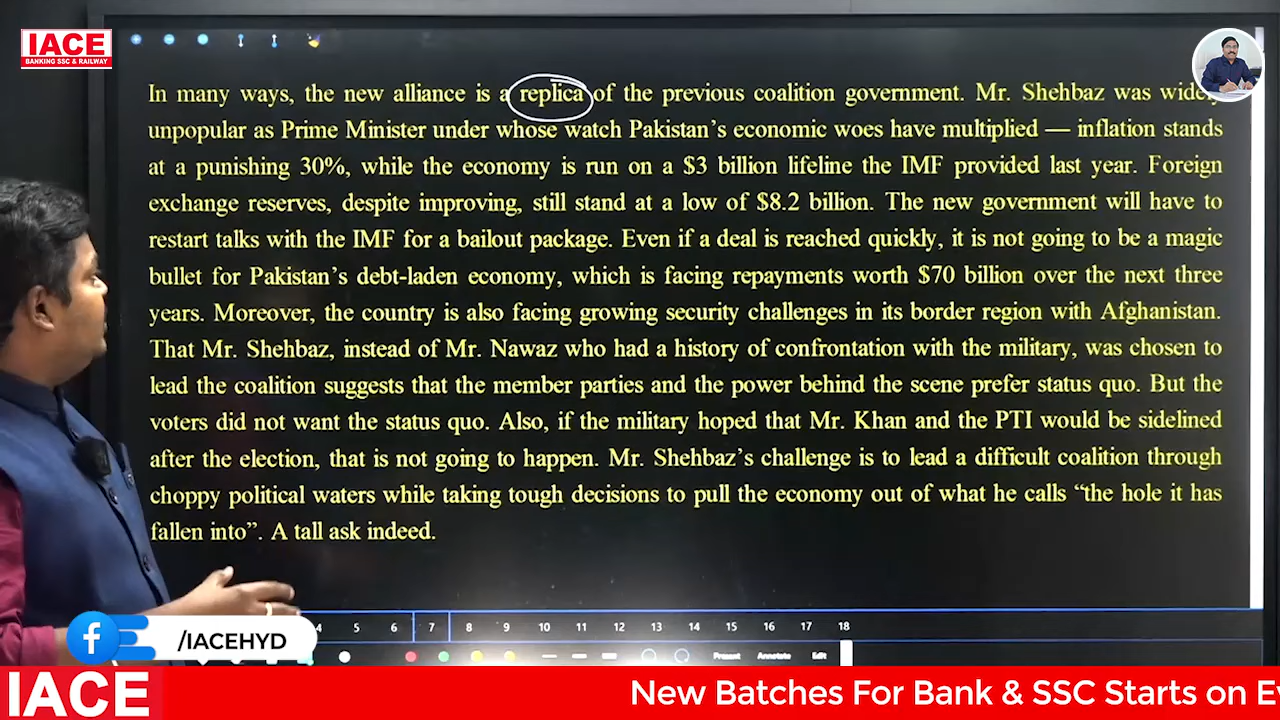 IACE
BANKING SSC & RAILWAY
In many ways, the new alliance is a replica of the previous coalition government. Mr. Shehbaz was widely
unpopular as Prime Minister under whose watch Pakistan's economic woes have multiplied — inflation stands
at a punishing 30%, while the economy is run on a $3 billion lifeline the IMF provided last year. Foreign
exchange reserves, despite improving, still stand at a low of $8.2 billion. The new government will have to
restart talks with the IMF for a bailout package. Even if a deal is reached quickly, it is not going to be a magic
bullet for Pakistan's debt-laden economy, which is facing repayments worth $70 billion over the next three
years. Moreover, the country is also facing growing security challenges in its border region with Afghanistan.
That Mr. Shehbaz, instead of Mr. Nawaz who had a history of confrontation with the military, was chosen to
lead the coalition suggests that the member parties and the power behind the scene prefer status quo. But the
voters did not want the status quo. Also, if the military hoped that Mr. Khan and the PTI would be sidelined
after the election, that is not going to happen. Mr. Shehbaz's challenge is to lead a difficult coalition through
choppy political waters while taking tough decisions to pull the economy out of what he calls “the hole it has
fallen into”. A tall ask indeed.
4 5 6 7 8 9 10 11 12 13 14 15 16 17 18
Present Annotate Edit
f /IACEHYD
IACE New Batches For Bank & SSC Starts on Ev